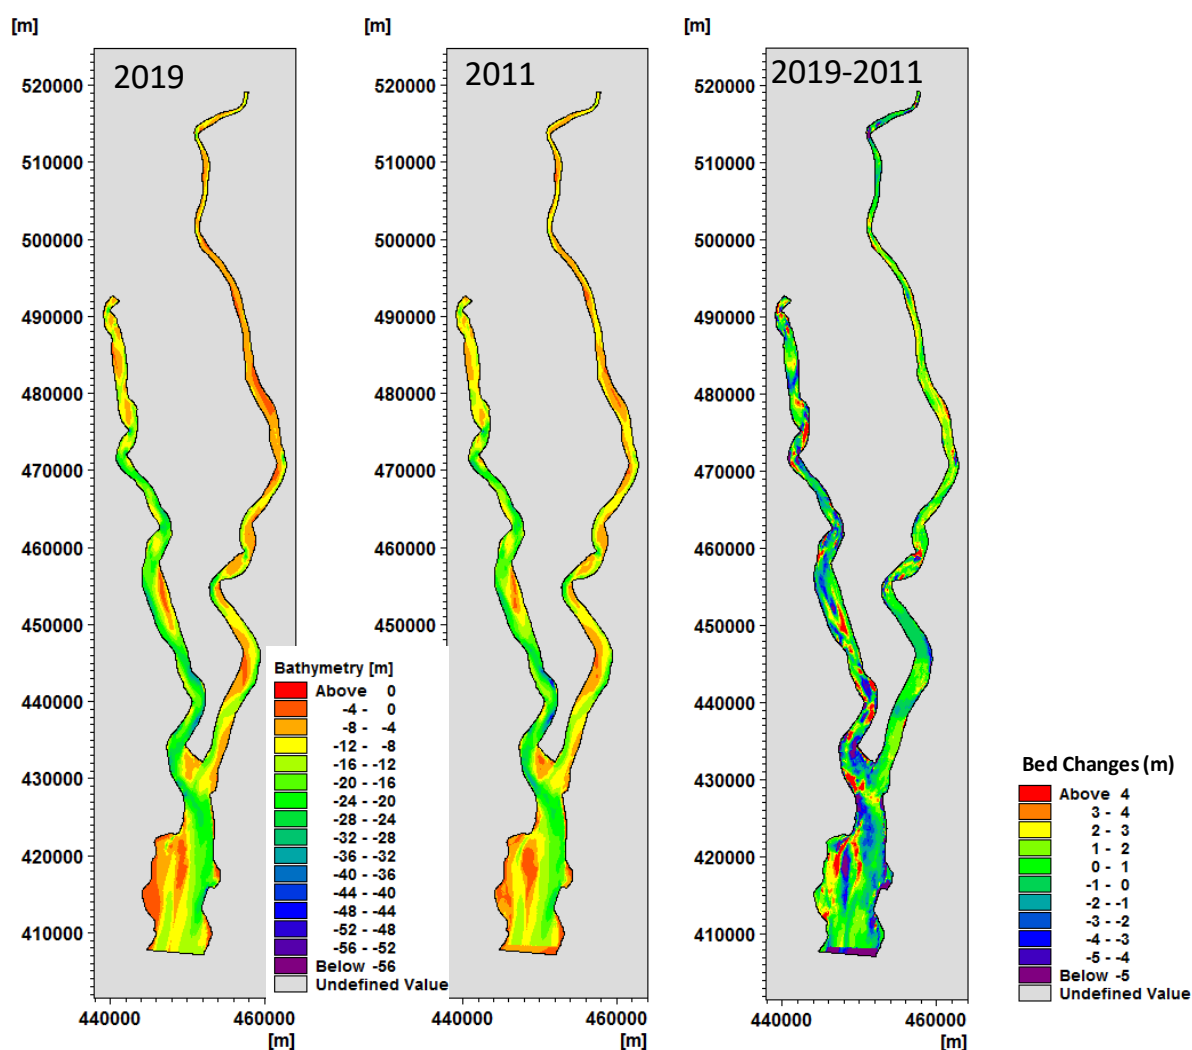 [m]
[m]
[m]
2019
2011
2019-2011
520000
510000
500000
490000
480000
470000
460000
450000
440000
430000
420000
410000
520000
510000
500000
490000
480000
470000
460000
450000
440000
430000
420000
410000
520000
510000
500000
490000
480000
470000
460000
450000
440000
430000
420000
410000
Bathymetry [m]
Above 0
-4 - 0
-8 - -4
-12 - -8
-16 - -12
-20 - -16
-24 - -20
-28 - -24
-32 - -28
-36 - -32
-40 - -36
-44 - -40
-48 - -44
-52 - -48
-56 - -52
Below -56
Undefined Value
Bed Changes (m)
Above 4
3 - 4
2 - 3
1 - 2
0 - 1
-1 - 0
-2 - -1
-3 - -2
-4 - -3
-5 - -4
Below -5
Undefined Value
440000 460000
[m]
440000 460000
[m]
440000 460000
[m]